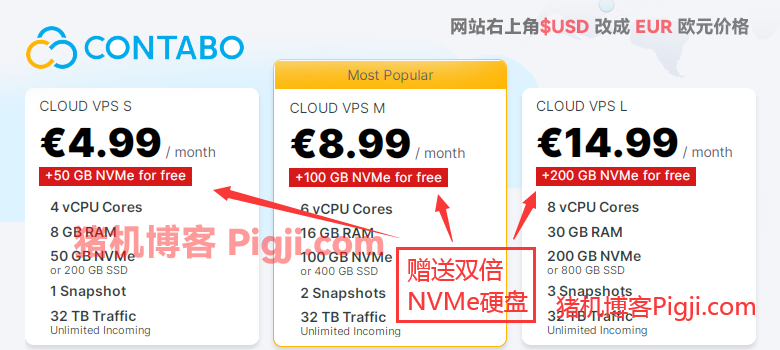 网站右上角$USD 改成 EUR 欧元价格
CONTABO
CLOUD VPS S
€4.99 / month
+50 GB NVMe for free
4 vCPU Cores
8 GB RAM
50 GB NVMe
or 200 GB SSD
1 Snapshot
32 TB Traffic
Unlimited Incoming
Most Popular
CLOUD VPS M
€8.99 / month
+100 GB NVMe for free
6 vCPU Cores
16 GB RAM
100 GB NVMe
or 400 GB SSD
2 Snapshots
32 TB Traffic
Unlimited Incoming
CLOUD VPS L
€14.99 / month
+200 GB NVMe for free
8 vCPU Cores
30 GB RAM
200 GB NVMe
or 800 GB SSD
3 Snapshots
32 TB Traffic
Unlimited Incoming
猪机博客 Pigji.com
赠送双倍
NVMe硬盘
猪机博客Pigji.com